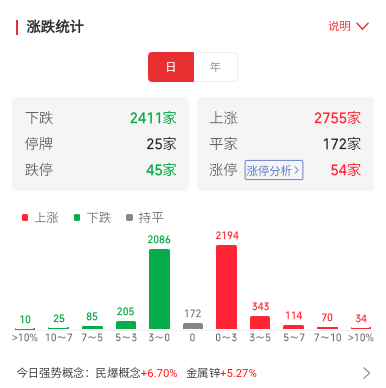 涨跌统计 说明
日 年
下跌 2411家 上涨 2755家
停牌 25家 平家 172家
跌停 45家 涨停 涨停分析 54家
上涨 下跌 持平
10 25 85 205 2086 172 2194 343 114 70 34
>10% 10～7 7～5 5～3 3～0 0 0～3 3～5 5～7 7～10 >10%
今日强势概念：民爆概念+6.70% 金属锌+5.27%